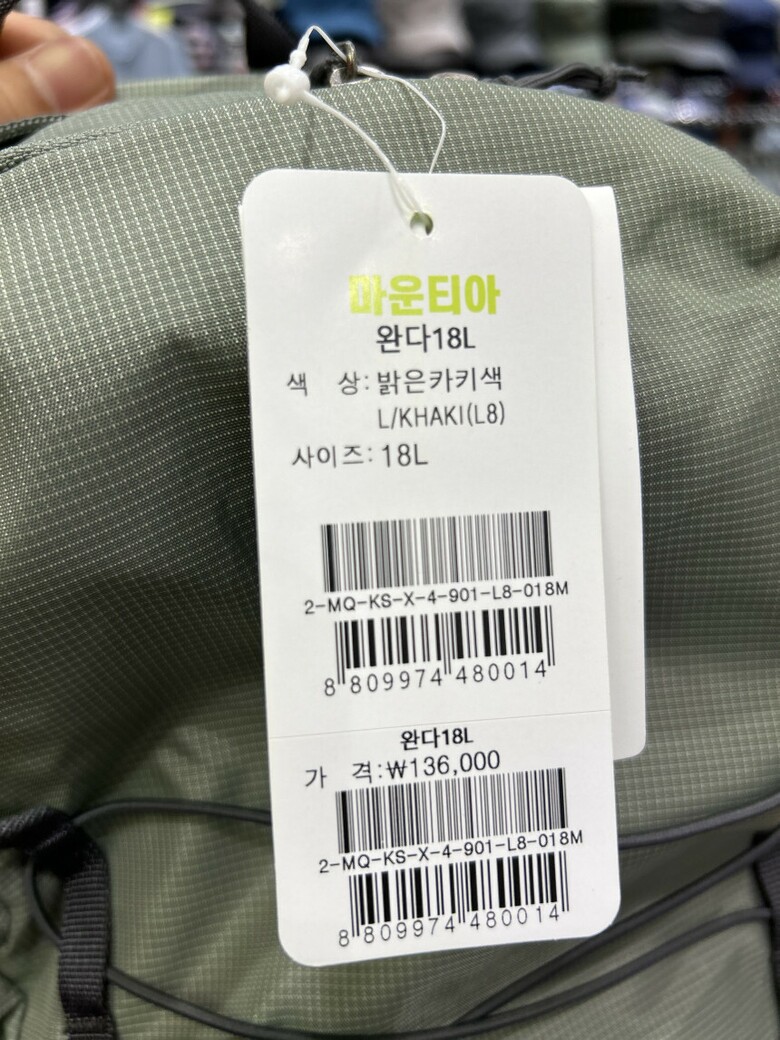 마운티아
완다18L
색 상: 밝은카키색
L/KHAKI(L8)
사이즈: 18L
2-MQ-KS-X-4-901-L8-018M
8 809974 480014
완다18L
가 격:₩136,000
2-MQ-KS-X-4-901-L8-018M
8 809974 480014